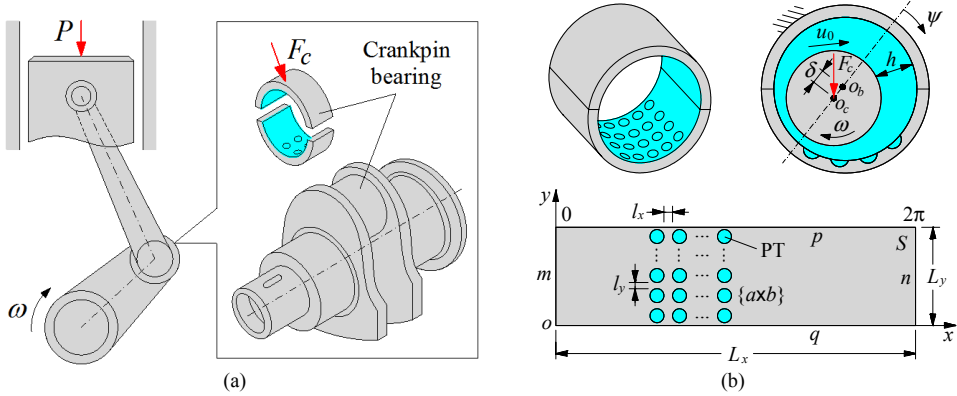 P
F_c
Crankpin
bearing
ω
(a)
ψ
u_0
F_c
h
δ
o_b
o_c
ω
y
0
l_x
2π
...
p
S
PT
m
l_y
n
L_y
...
{a×b}
...
o
q
x
L_x
(b)